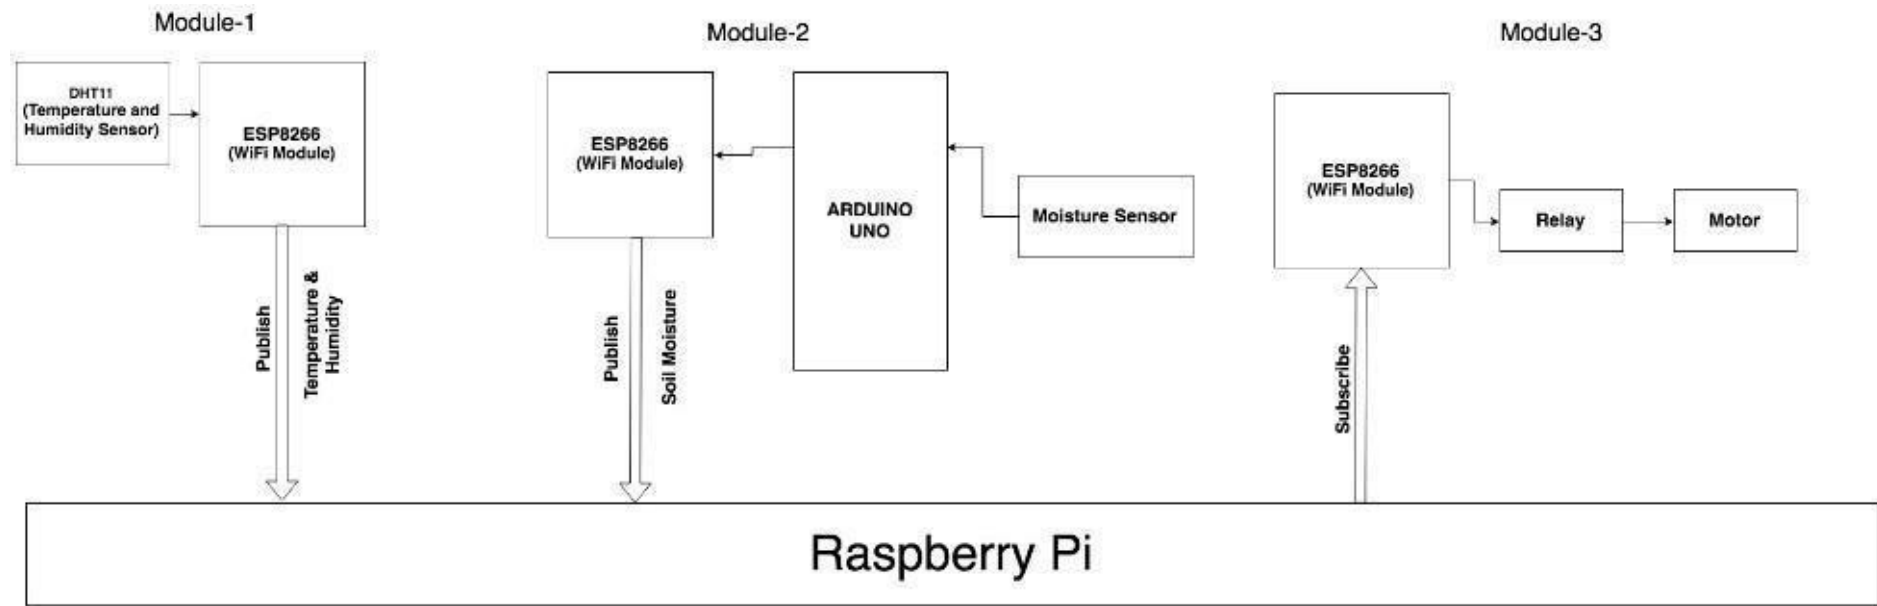 Module-1
DHT11
(Temperature and
Humidity Sensor)
ESP8266
(WiFi Module)
Publish
Temperature &
Humidity
Module-2
ESP8266
(WiFi Module)
ARDUINO
UNO
Moisture Sensor
Publish
Soil Moisture
Module-3
ESP8266
(WiFi Module)
Relay
Motor
Subscribe
Raspberry Pi